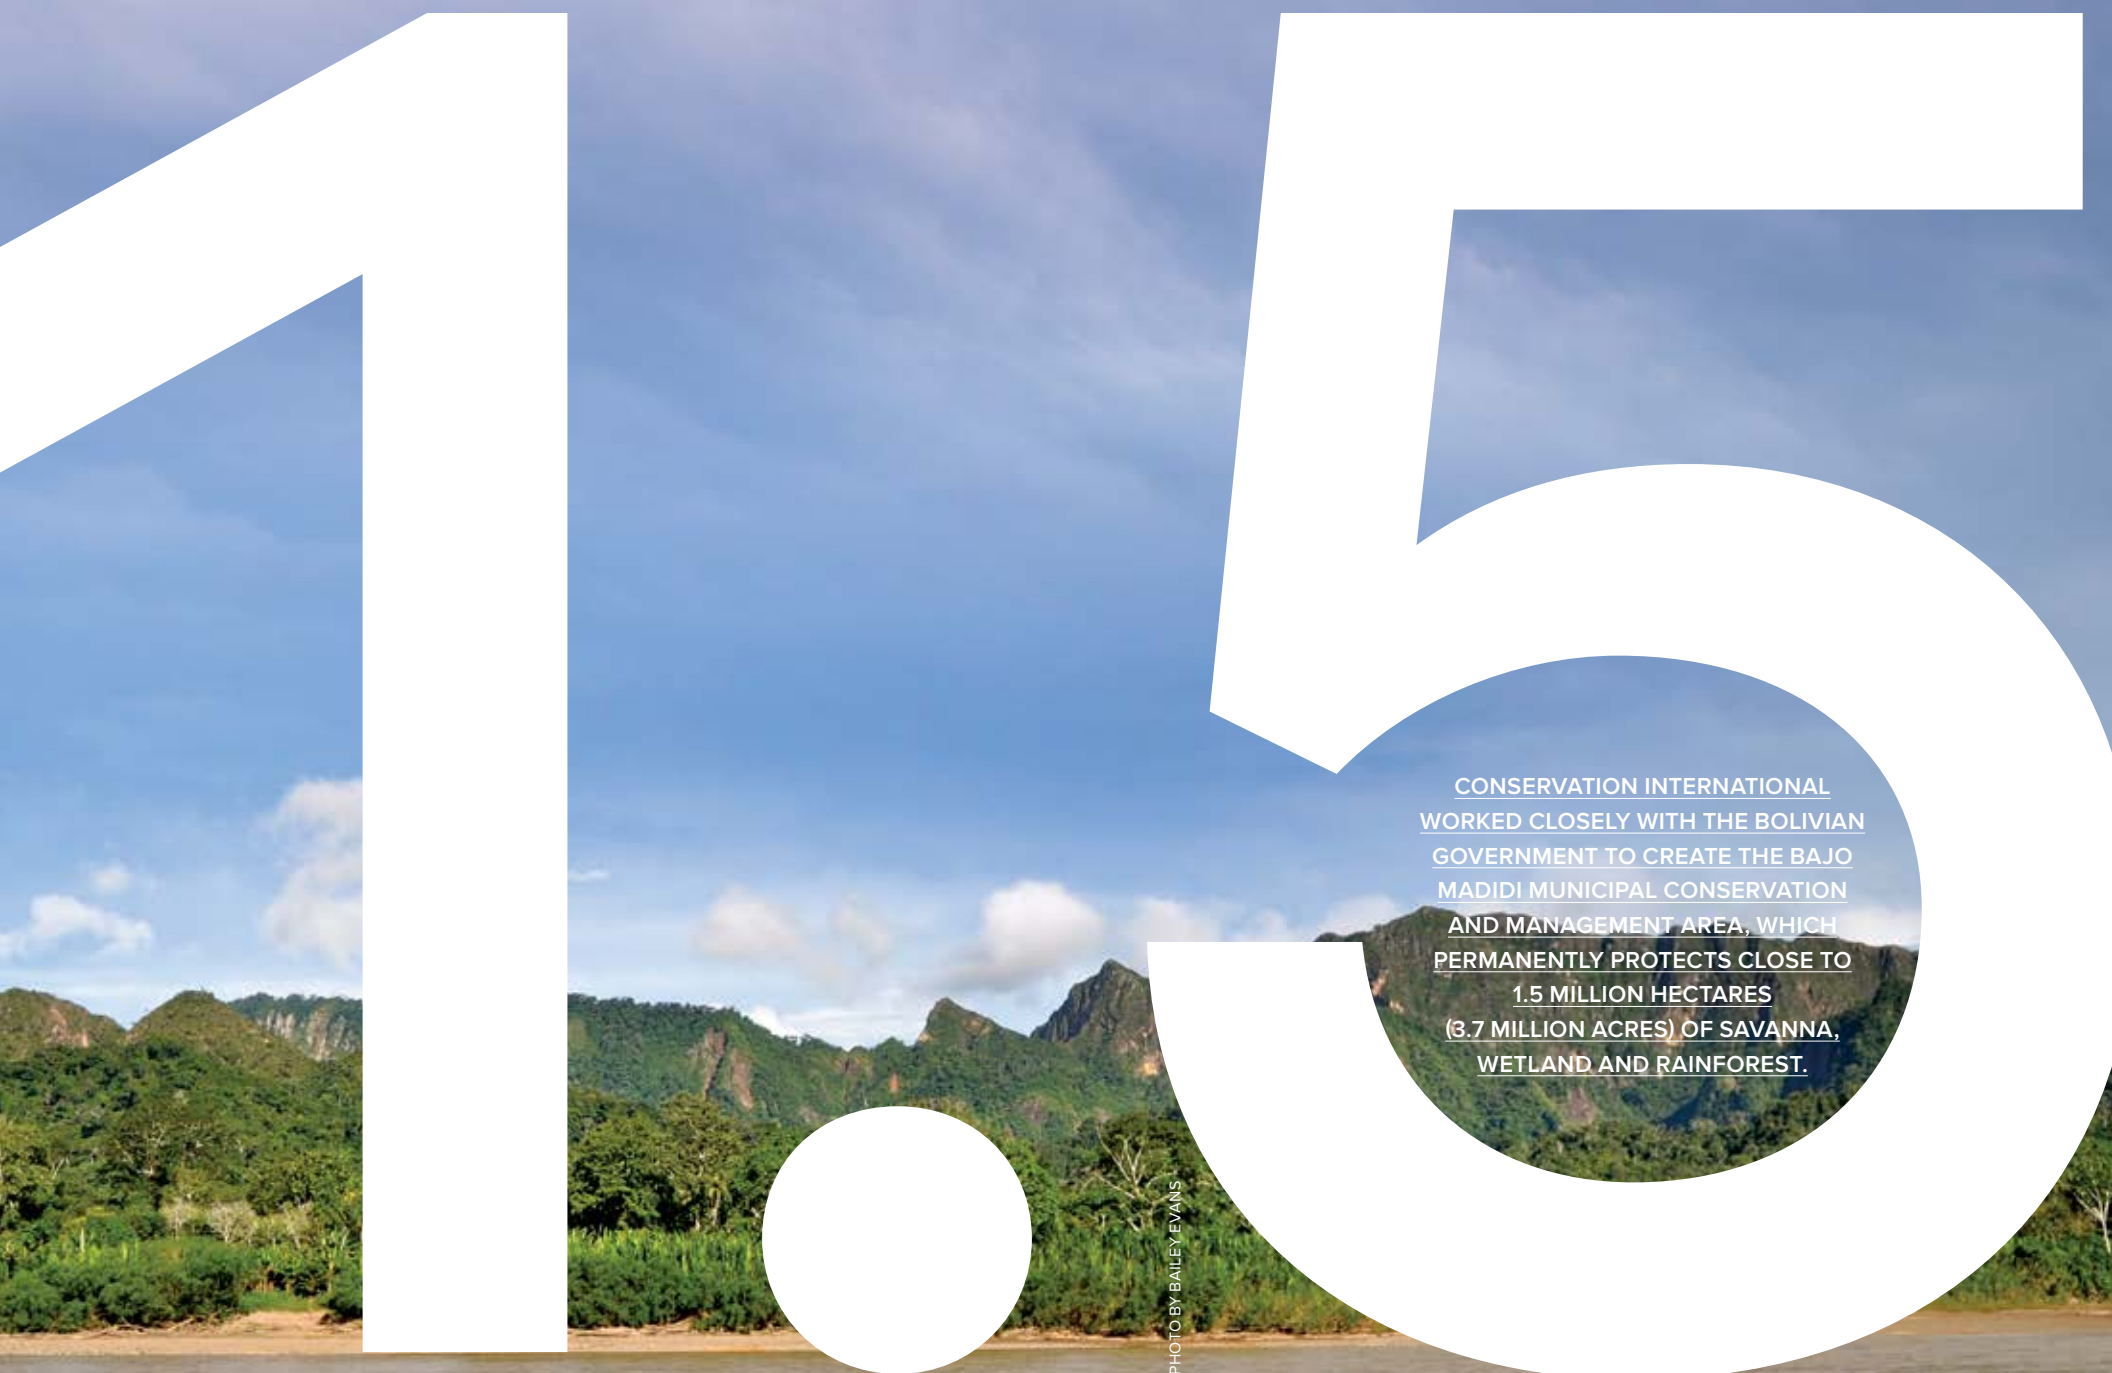 1.5
CONSERVATION INTERNATIONAL
WORKED CLOSELY WITH THE BOLIVIAN
GOVERNMENT TO CREATE THE BAJO
MADIDI MUNICIPAL CONSERVATION
AND MANAGEMENT AREA, WHICH
PERMANENTLY PROTECTS CLOSE TO
1.5 MILLION HECTARES
(3.7 MILLION ACRES) OF SAVANNA,
WETLAND AND RAINFOREST.
PHOTO BY BAILEY EVANS